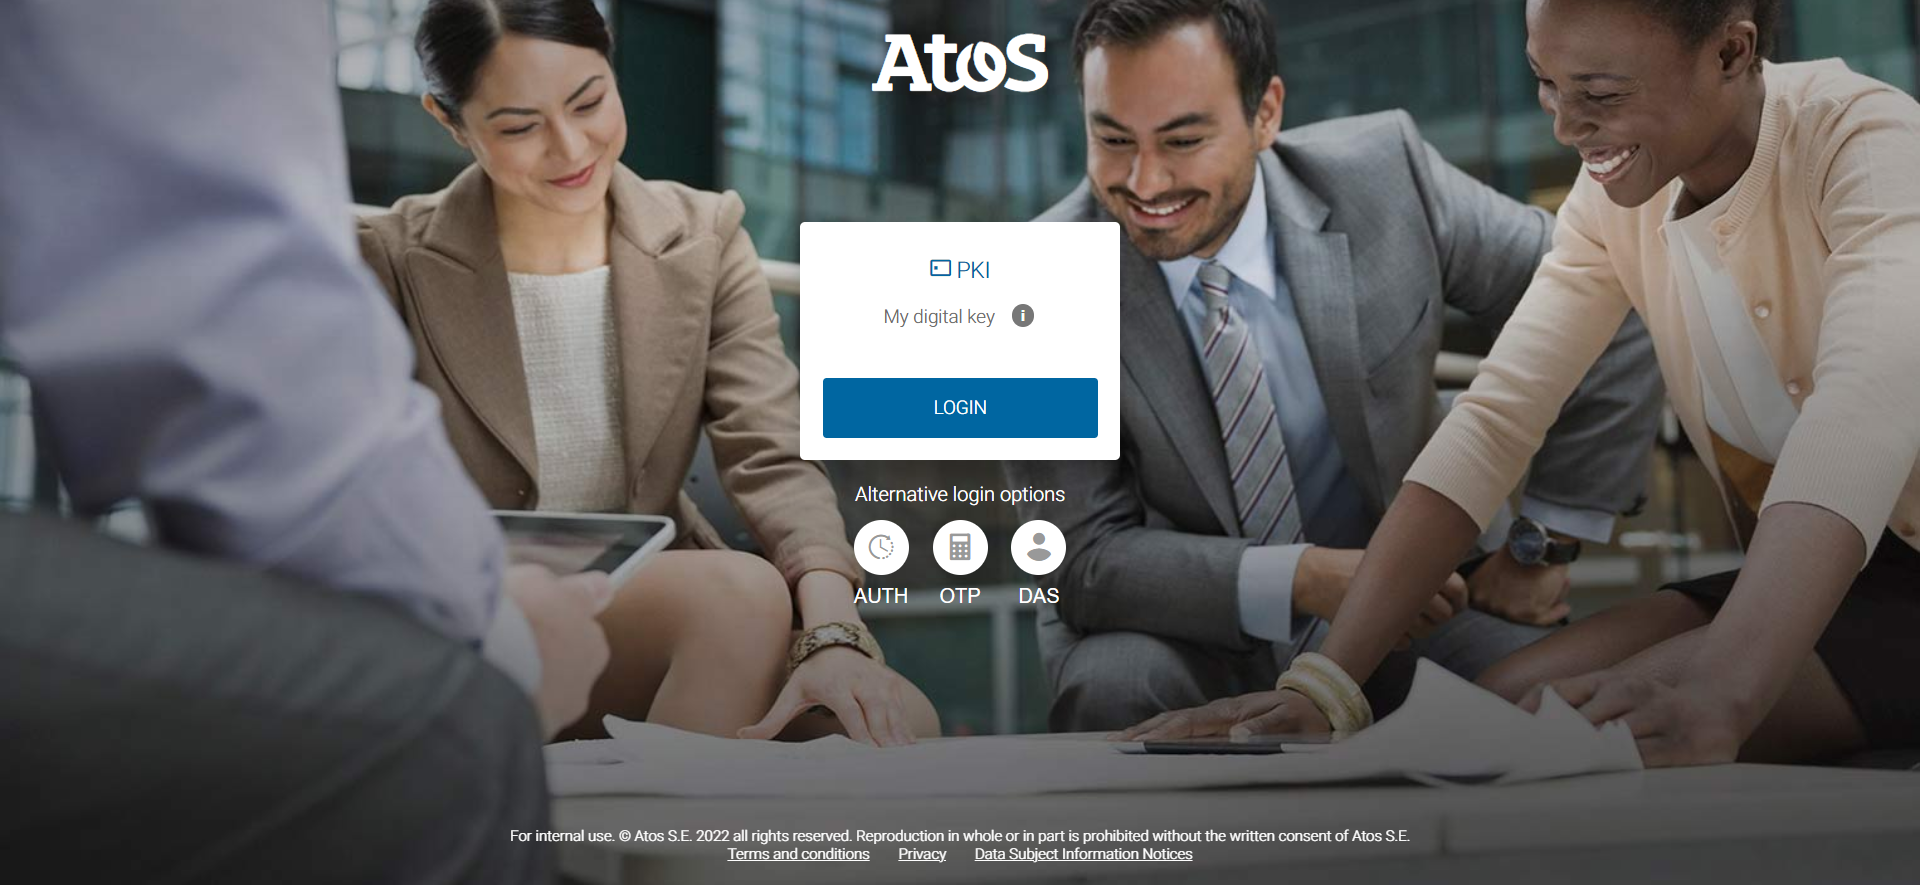 Atos
PKI
My digital key
LOGIN
Alternative login options
AUTH OTP DAS
For internal use. © Atos S.E. 2022 all rights reserved. Reproduction in whole or in part is prohibited without the written consent of Atos S.E.
Terms and conditions Privacy Data Subject Information Notices